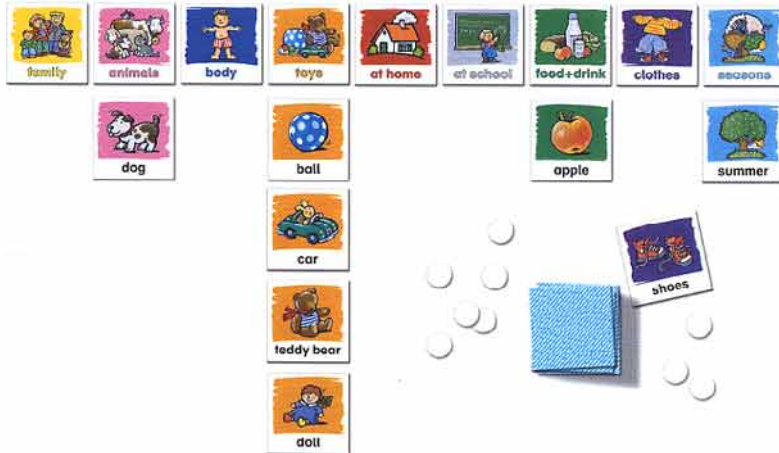 family
animals
body
toys
at home
at school
food+drink
clothes
seasons
dog
ball
apple
summer
car
shoes
teddy bear
doll